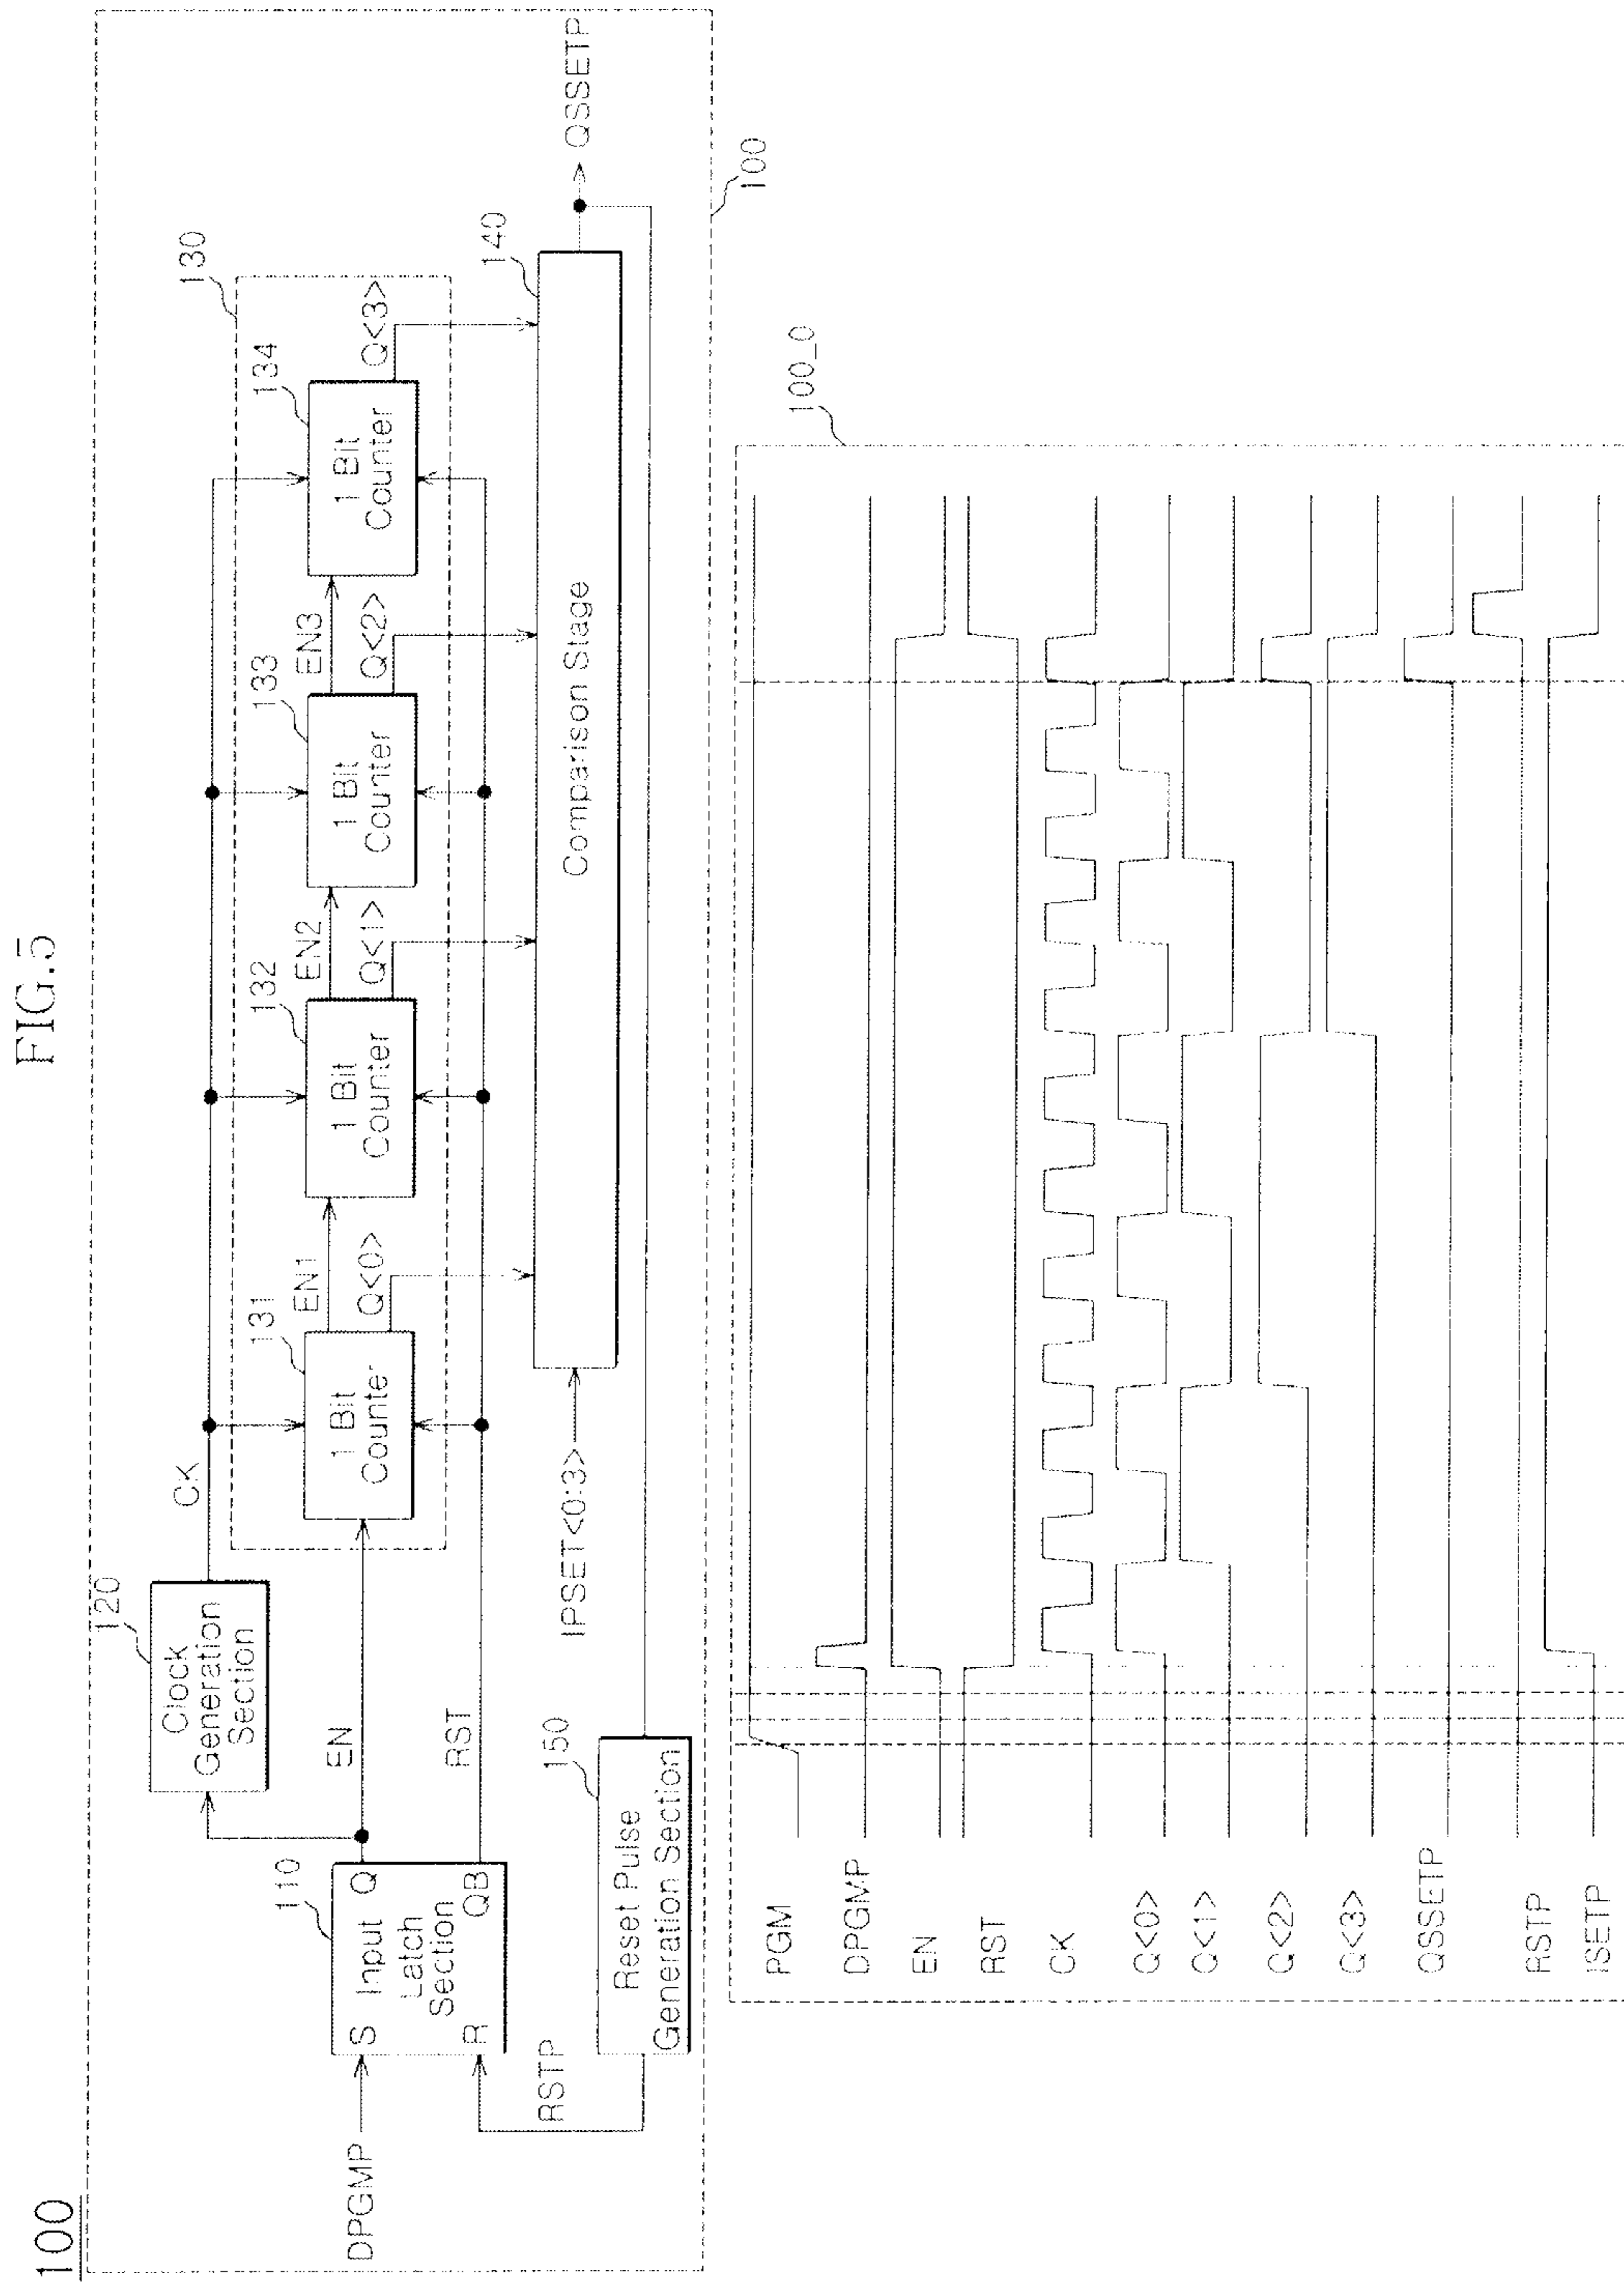 FIG.5
100
DPGMP
S
Input
Latch
Section
Q
R
QB
110
EN
RST
RSTP
120
Clock
Generation
Section
CK
130
131
1 Bit
Counter
EN1
Q<0>
132
1 Bit
Counter
EN2
Q<1>
133
1 Bit
Counter
EN3
Q<2>
134
1 Bit
Counter
Q<3>
IPSET<0:3>
Comparison Stage
140
QSSETP
150
Reset Pulse
Generation Section
100
100_0
PGM
DPGMP
EN
RST
CK
Q<0>
Q<1>
Q<2>
Q<3>
QSSETP
RSTP
ISETP